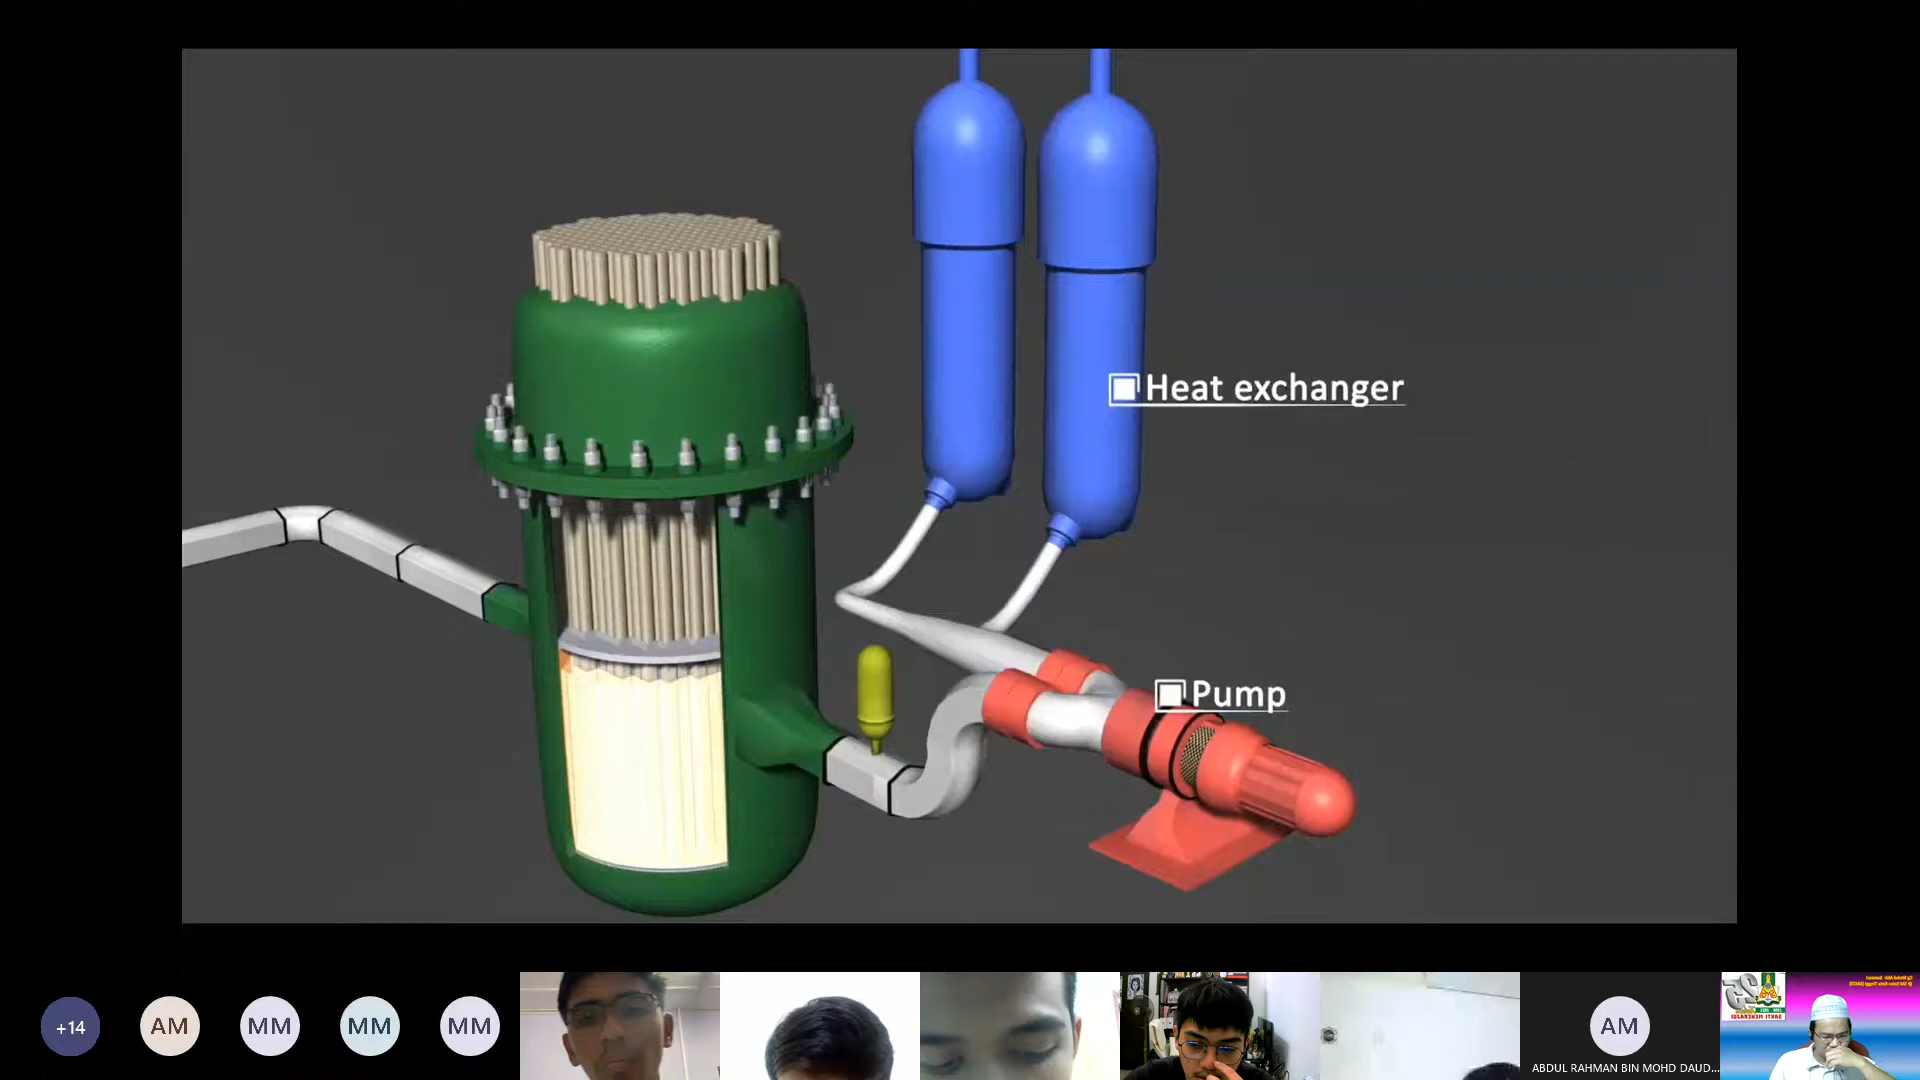 Heat exchanger
Pump
+14
AM
MM
MM
MM
AM
ABDUL RAHMAN BIN MOHD DAUD...